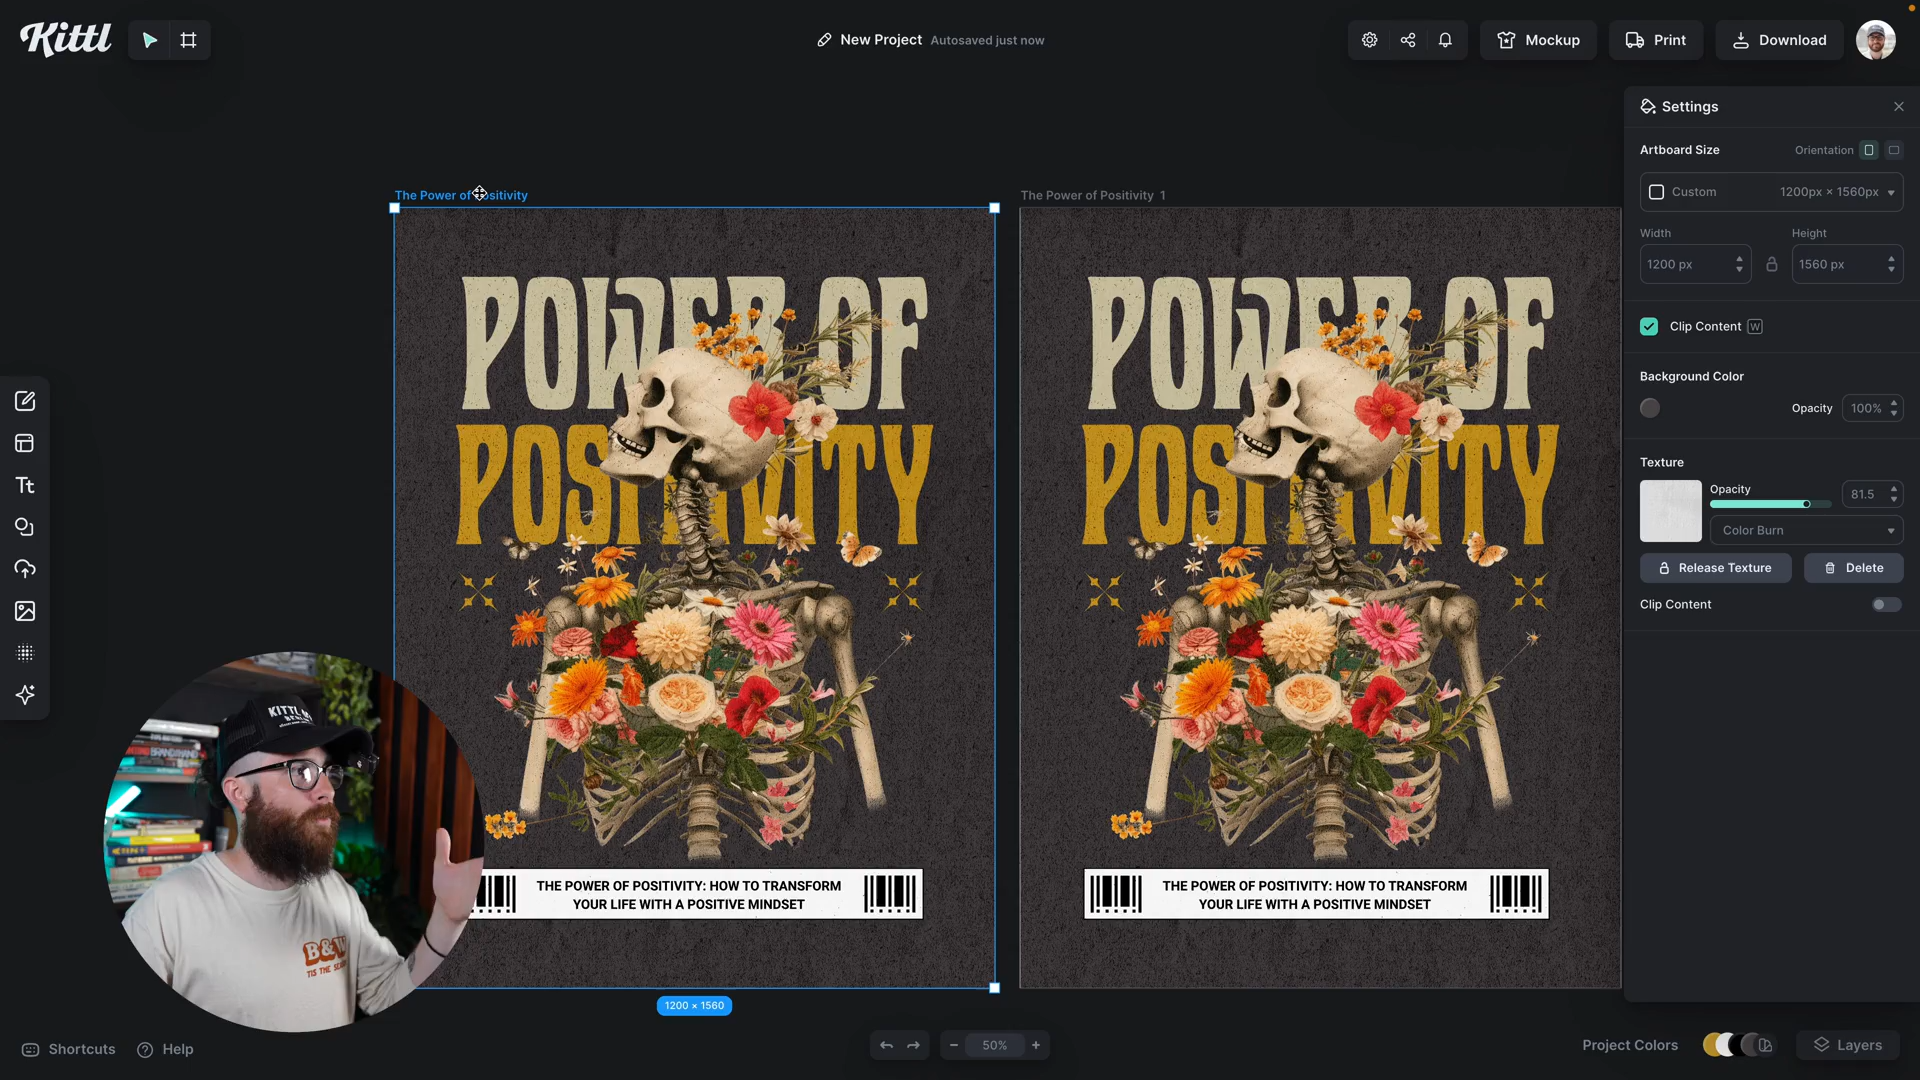 Kittl
New Project Autosaved just now
Mockup
Print
Download
Settings
Artboard Size
Orientation
Custom 1200px × 1560px
Width Height
1200 px 1560 px
Clip Content W
Background Color
Opacity 100%
Texture
Opacity 81.5
Color Burn
Release Texture Delete
Clip Content
The Power of Positivity
POWER OF
POSITIVITY
THE POWER OF POSITIVITY: HOW TO TRANSFORM
YOUR LIFE WITH A POSITIVE MINDSET
1200 × 1560
The Power of Positivity 1
POWER OF
POSITIVITY
THE POWER OF POSITIVITY: HOW TO TRANSFORM
YOUR LIFE WITH A POSITIVE MINDSET
Tt
B&W
TIS THE
Shortcuts Help
50%
Project Colors
Layers